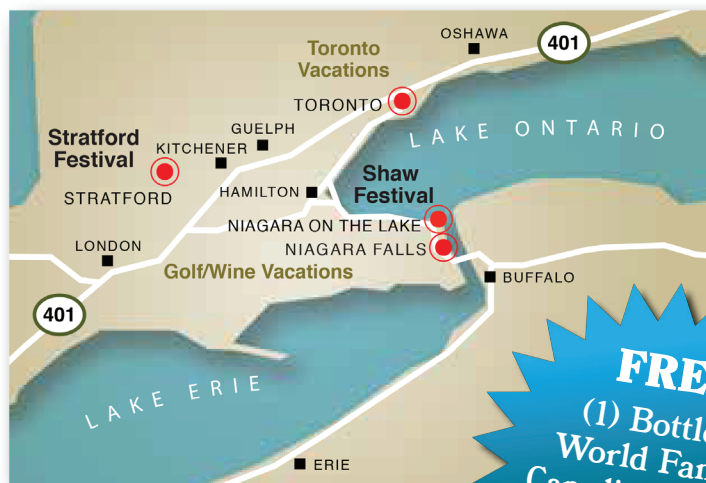 OSHAWA
401
Toronto
Vacations
TORONTO
LAKE ONTARIO
GUELPH
KITCHENER
Stratford
Festival
STRATFORD
HAMILTON
Shaw
Festival
NIAGARA ON THE LAKE
NIAGARA FALLS
LONDON
Golf/Wine Vacations
BUFFALO
401
LAKE ERIE
ERIE
FRE
(1) Bottl
World Fam